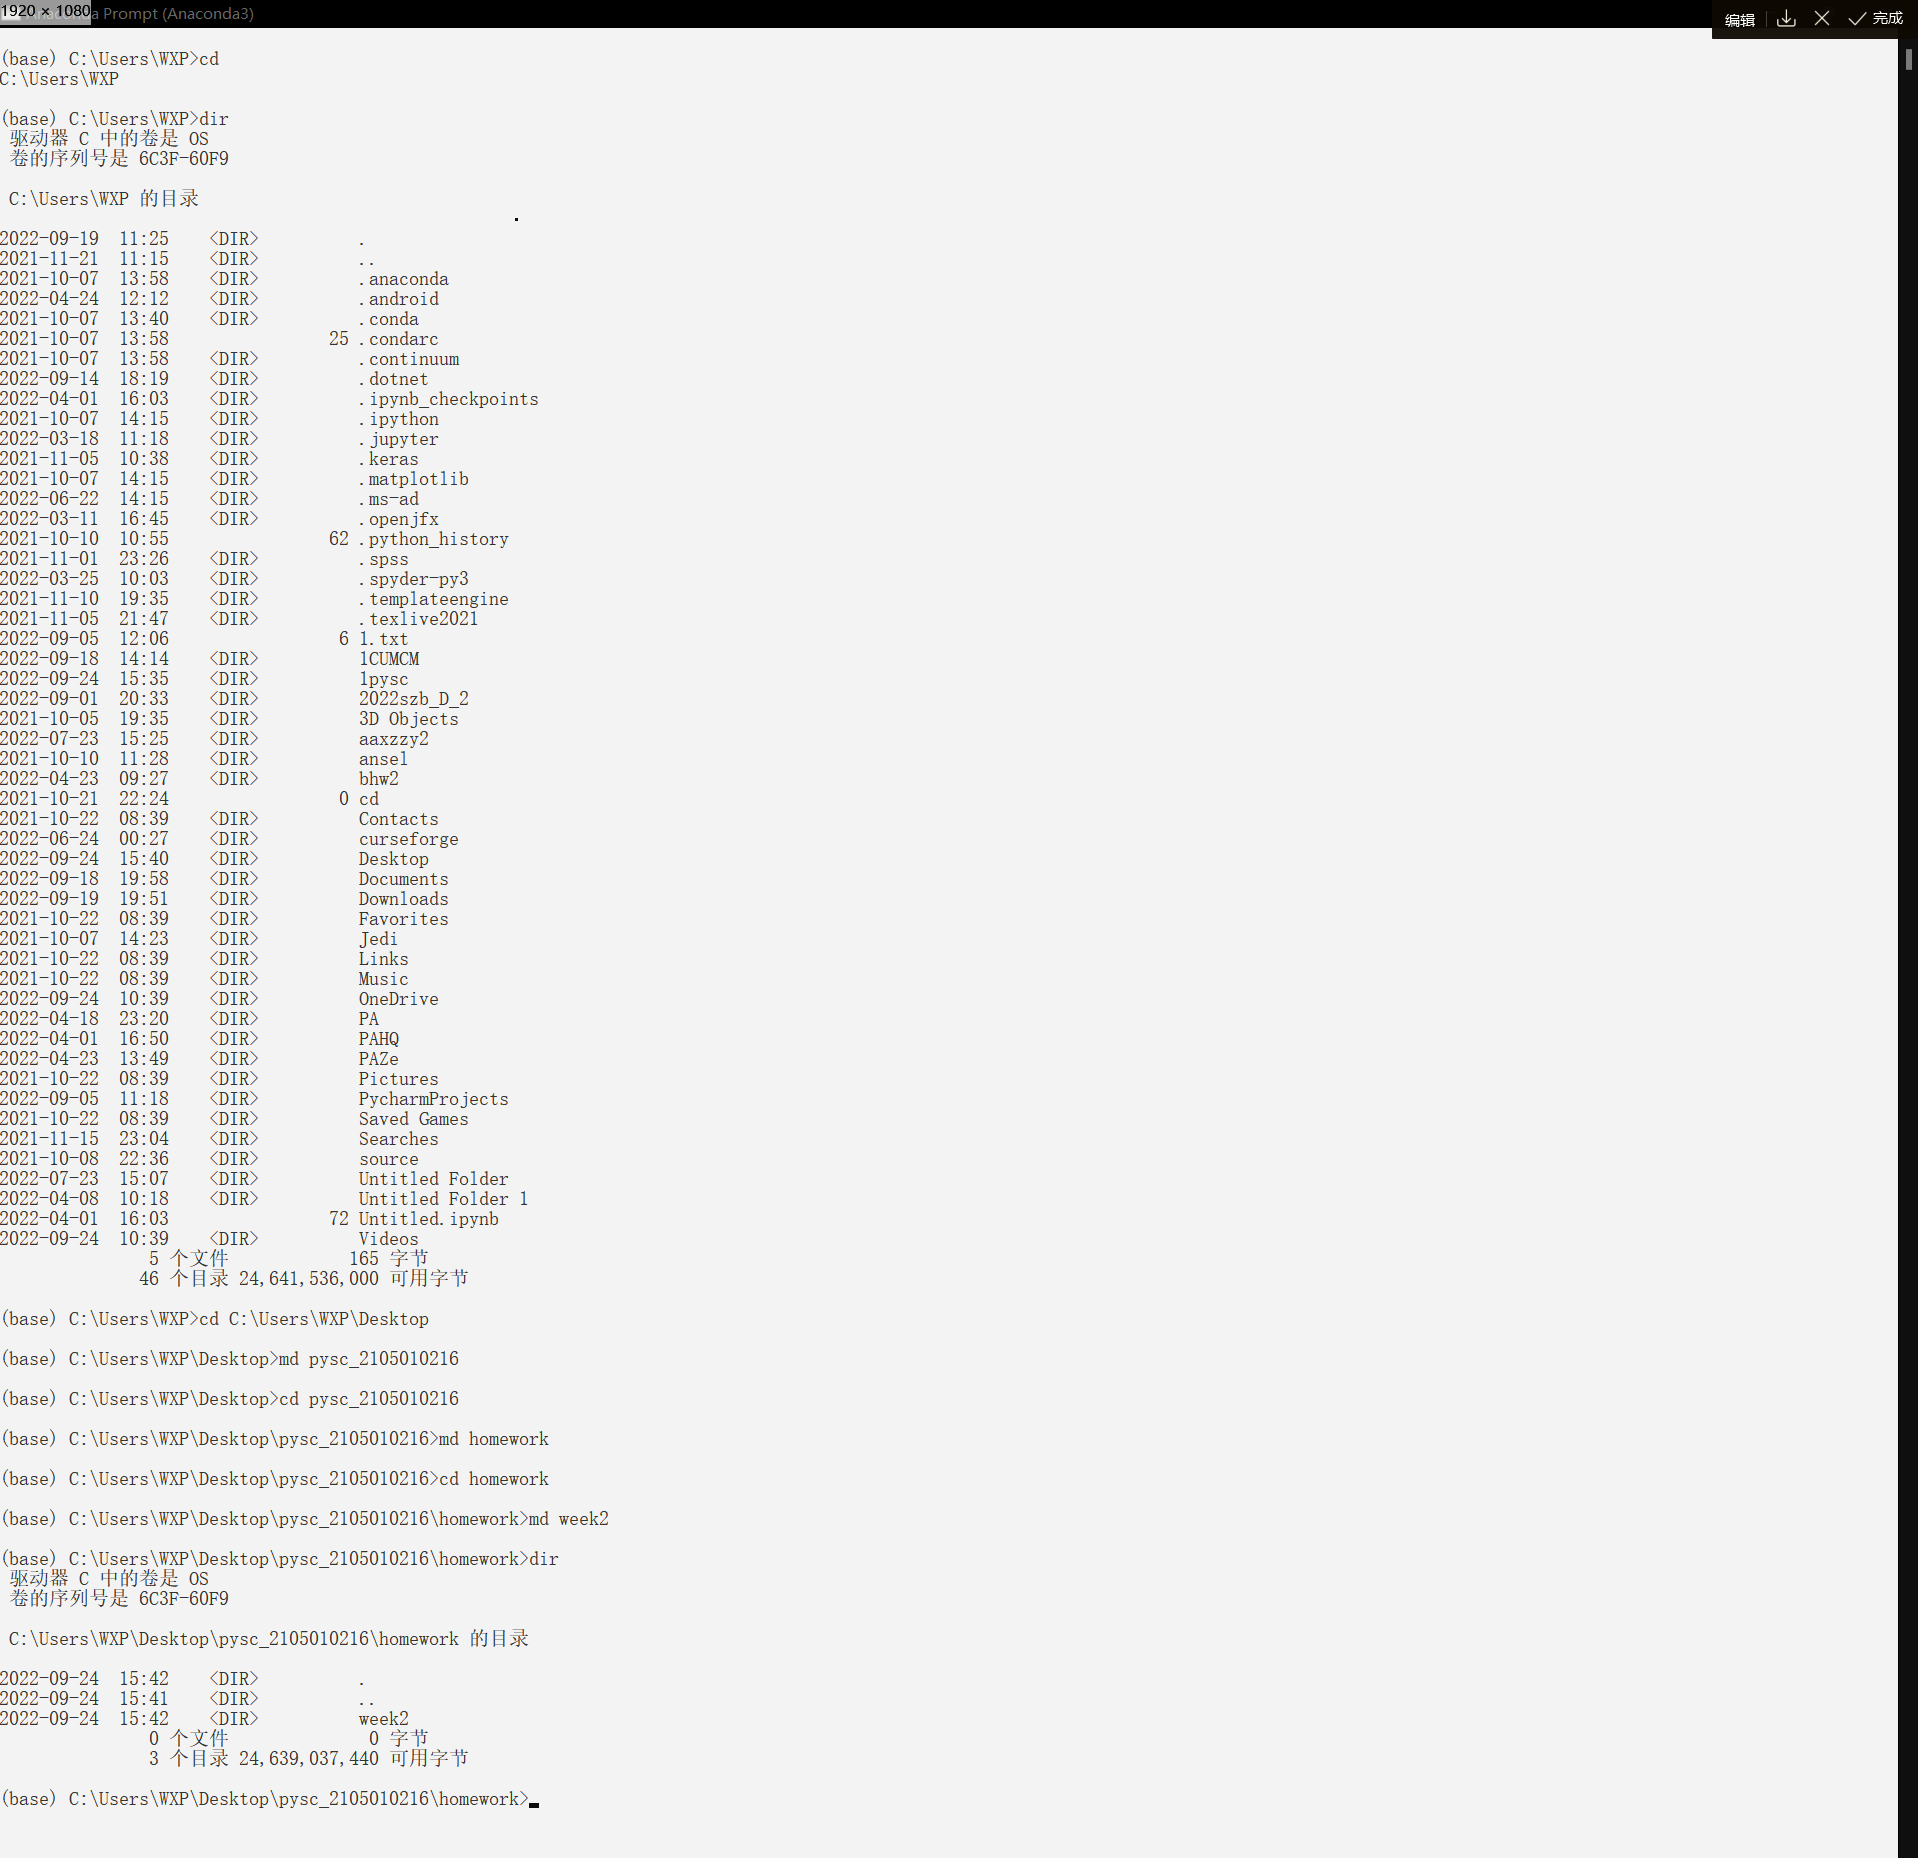 1920 × 1080
Prompt (Anaconda3)
编辑
完成
(base) C:\Users\WXP>cd
C:\Users\WXP
(base) C:\Users\WXP>dir
驱动器 C 中的卷是 OS
卷的序列号是 6C3F-60F9
C:\Users\WXP 的目录
2022-09-19 11:25 <DIR> .
2021-11-21 11:15 <DIR> ..
2021-10-07 13:58 <DIR> .anaconda
2022-04-24 12:12 <DIR> .android
2021-10-07 13:40 <DIR> .conda
2021-10-07 13:58 25 .condarc
2021-10-07 13:58 <DIR> .continuum
2022-09-14 18:19 <DIR> .dotnet
2022-04-01 16:03 <DIR> .ipynb_checkpoints
2021-10-07 14:15 <DIR> .ipython
2022-03-18 11:18 <DIR> .jupyter
2021-11-05 10:38 <DIR> .keras
2021-10-07 14:15 <DIR> .matplotlib
2022-06-22 14:15 <DIR> .ms-ad
2022-03-11 16:45 <DIR> .openjfx
2021-10-10 10:55 62 .python_history
2021-11-01 23:26 <DIR> .spss
2022-03-25 10:03 <DIR> .spyder-py3
2021-11-10 19:35 <DIR> .templateengine
2021-11-05 21:47 <DIR> .texlive2021
2022-09-05 12:06 6 1.txt
2022-09-18 14:14 <DIR> 1CUMCM
2022-09-24 15:35 <DIR> 1pysc
2022-09-01 20:33 <DIR> 2022szb_D_2
2021-10-05 19:35 <DIR> 3D Objects
2022-07-23 15:25 <DIR> aaxzzy2
2021-10-10 11:28 <DIR> ansel
2022-04-23 09:27 <DIR> bhw2
2021-10-21 22:24 0 cd
2021-10-22 08:39 <DIR> Contacts
2022-06-24 00:27 <DIR> curseforge
2022-09-24 15:40 <DIR> Desktop
2022-09-18 19:58 <DIR> Documents
2022-09-19 19:51 <DIR> Downloads
2021-10-22 08:39 <DIR> Favorites
2021-10-07 14:23 <DIR> Jedi
2021-10-22 08:39 <DIR> Links
2021-10-22 08:39 <DIR> Music
2022-09-24 10:39 <DIR> OneDrive
2022-04-18 23:20 <DIR> PA
2022-04-01 16:50 <DIR> PAHQ
2022-04-23 13:49 <DIR> PAZe
2021-10-22 08:39 <DIR> Pictures
2022-09-05 11:18 <DIR> PycharmProjects
2021-10-22 08:39 <DIR> Saved Games
2021-11-15 23:04 <DIR> Searches
2021-10-08 22:36 <DIR> source
2022-07-23 15:07 <DIR> Untitled Folder
2022-04-08 10:18 <DIR> Untitled Folder 1
2022-04-01 16:03 72 Untitled.ipynb
2022-09-24 10:39 <DIR> Videos
5 个文件 165 字节
46 个目录 24,641,536,000 可用字节
(base) C:\Users\WXP>cd C:\Users\WXP\Desktop
(base) C:\Users\WXP\Desktop>md pysc_2105010216
(base) C:\Users\WXP\Desktop>cd pysc_2105010216
(base) C:\Users\WXP\Desktop\pysc_2105010216>md homework
(base) C:\Users\WXP\Desktop\pysc_2105010216>cd homework
(base) C:\Users\WXP\Desktop\pysc_2105010216\homework>md week2
(base) C:\Users\WXP\Desktop\pysc_2105010216\homework>dir
驱动器 C 中的卷是 OS
卷的序列号是 6C3F-60F9
C:\Users\WXP\Desktop\pysc_2105010216\homework 的目录
2022-09-24 15:42 <DIR> .
2022-09-24 15:41 <DIR> ..
2022-09-24 15:42 <DIR> week2
0 个文件 0 字节
3 个目录 24,639,037,440 可用字节
(base) C:\Users\WXP\Desktop\pysc_2105010216\homework>